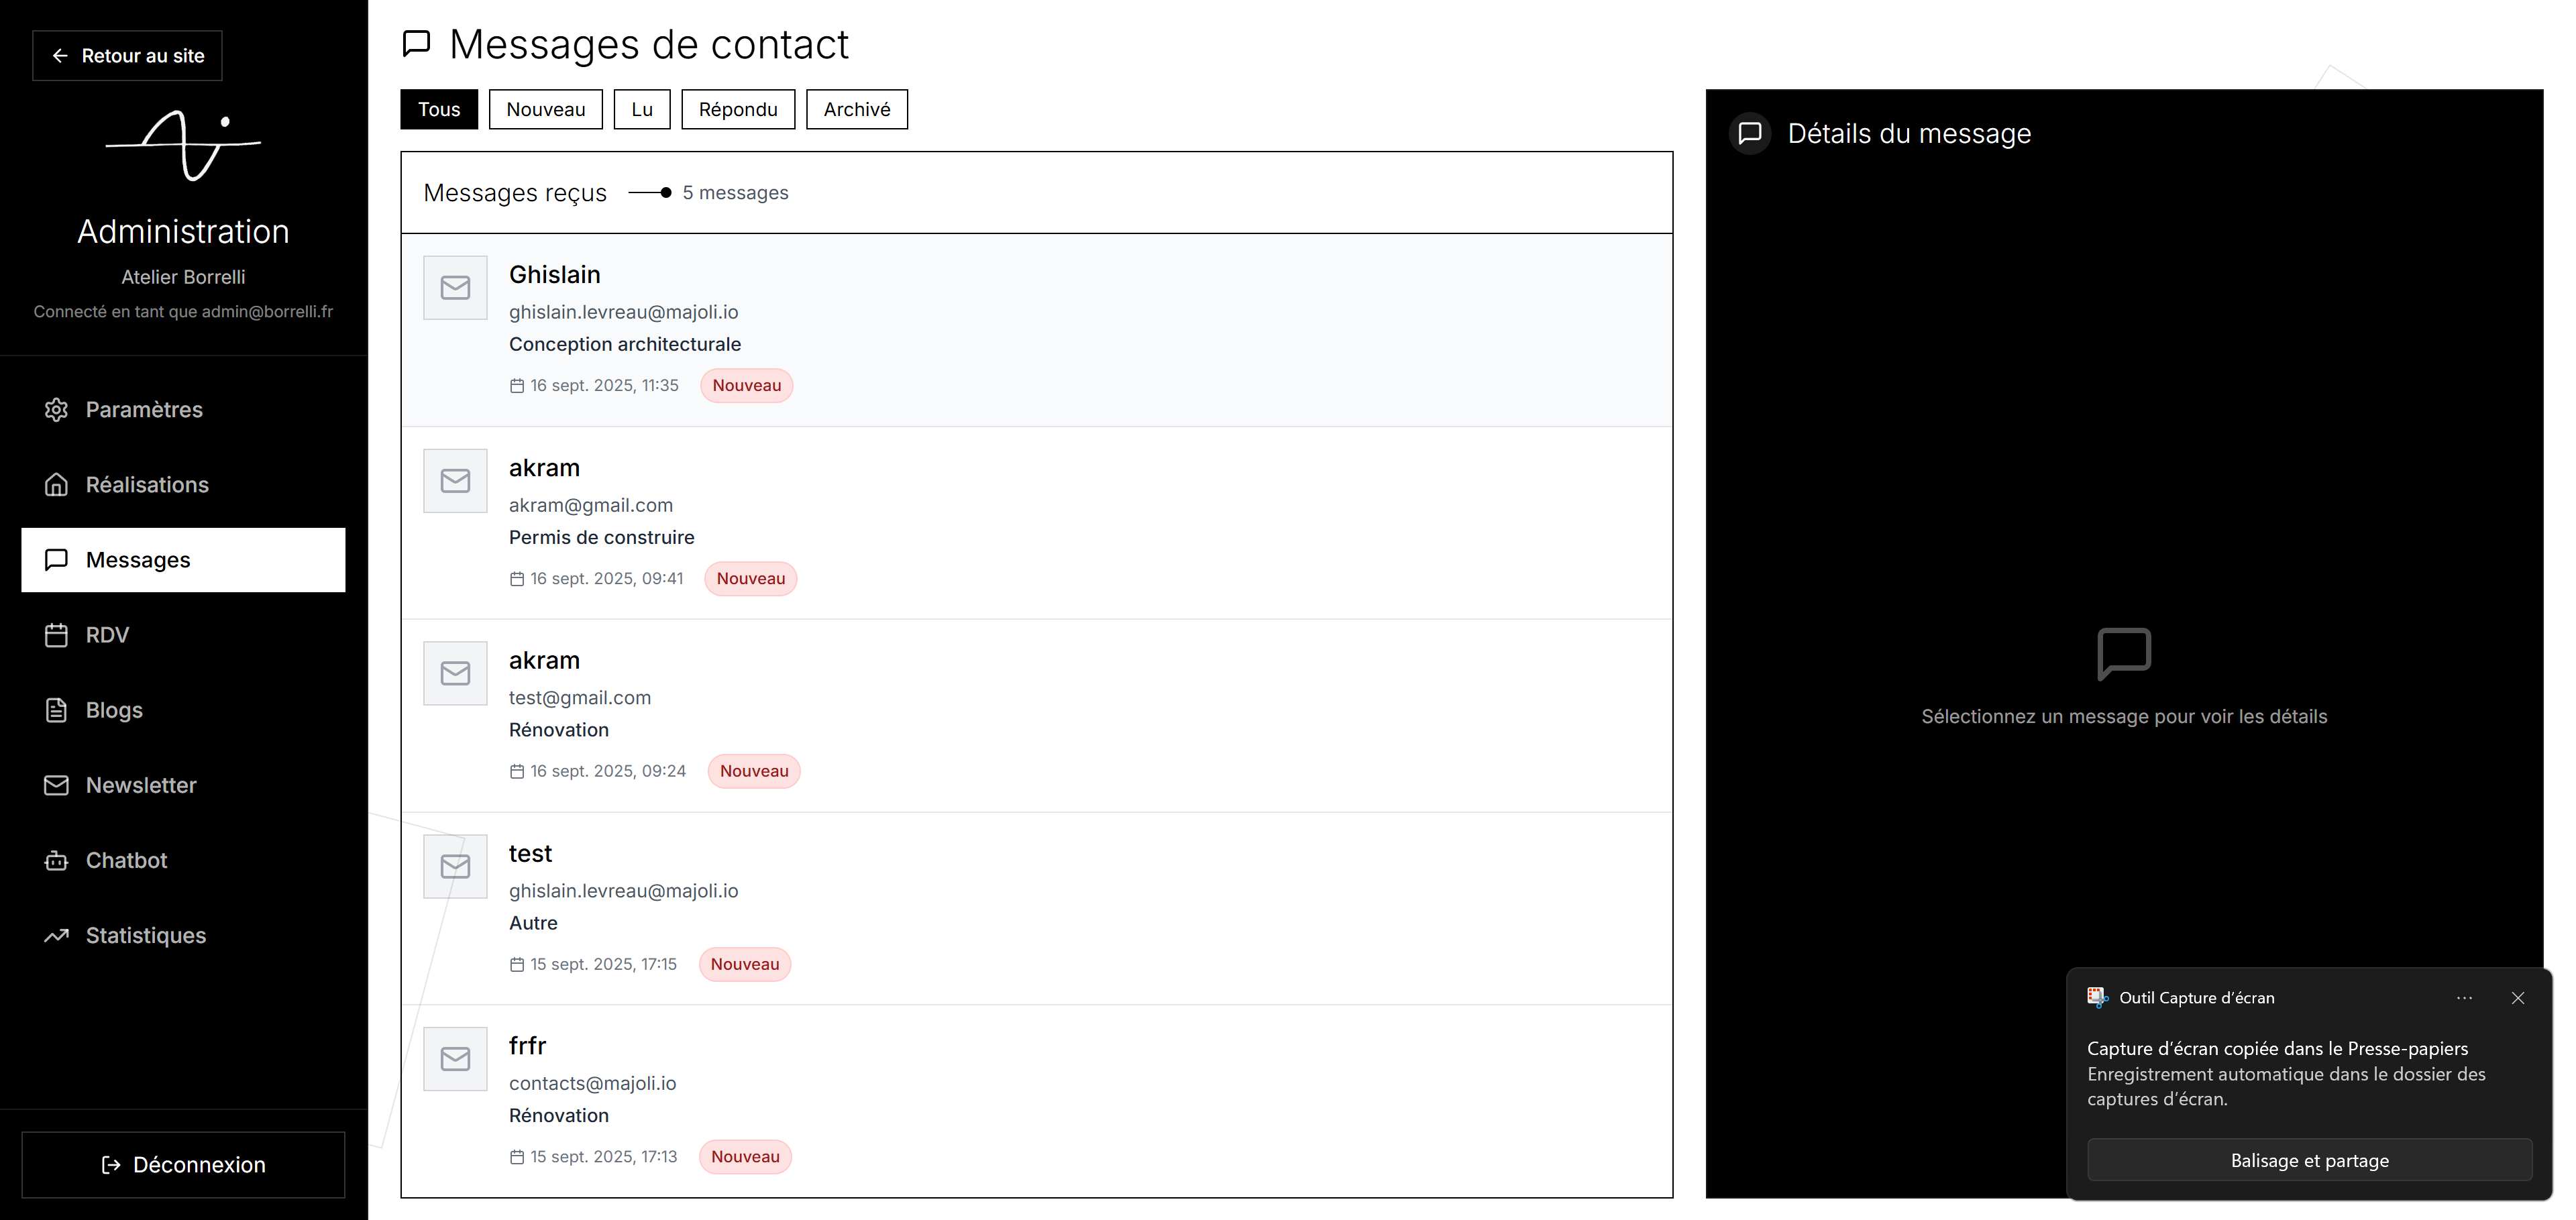 Retour au site
Administration
Atelier Borrelli
Connecté en tant que admin@borrelli.fr
Paramètres
Réalisations
Messages
RDV
Blogs
Newsletter
Chatbot
Statistiques
Déconnexion
Messages de contact
Tous Nouveau Lu Répondu Archivé
Messages reçus 5 messages
Ghislain
ghislain.levreau@majoli.io
Conception architecturale
16 sept. 2025, 11:35 Nouveau
akram
akram@gmail.com
Permis de construire
16 sept. 2025, 09:41 Nouveau
akram
test@gmail.com
Rénovation
16 sept. 2025, 09:24 Nouveau
test
ghislain.levreau@majoli.io
Autre
15 sept. 2025, 17:15 Nouveau
frfr
contacts@majoli.io
Rénovation
15 sept. 2025, 17:13 Nouveau
Détails du message
Sélectionnez un message pour voir les détails
Outil Capture d'écran
Capture d'écran copiée dans le Presse-papiers
Enregistrement automatique dans le dossier des
captures d'écran.
Balisage et partage